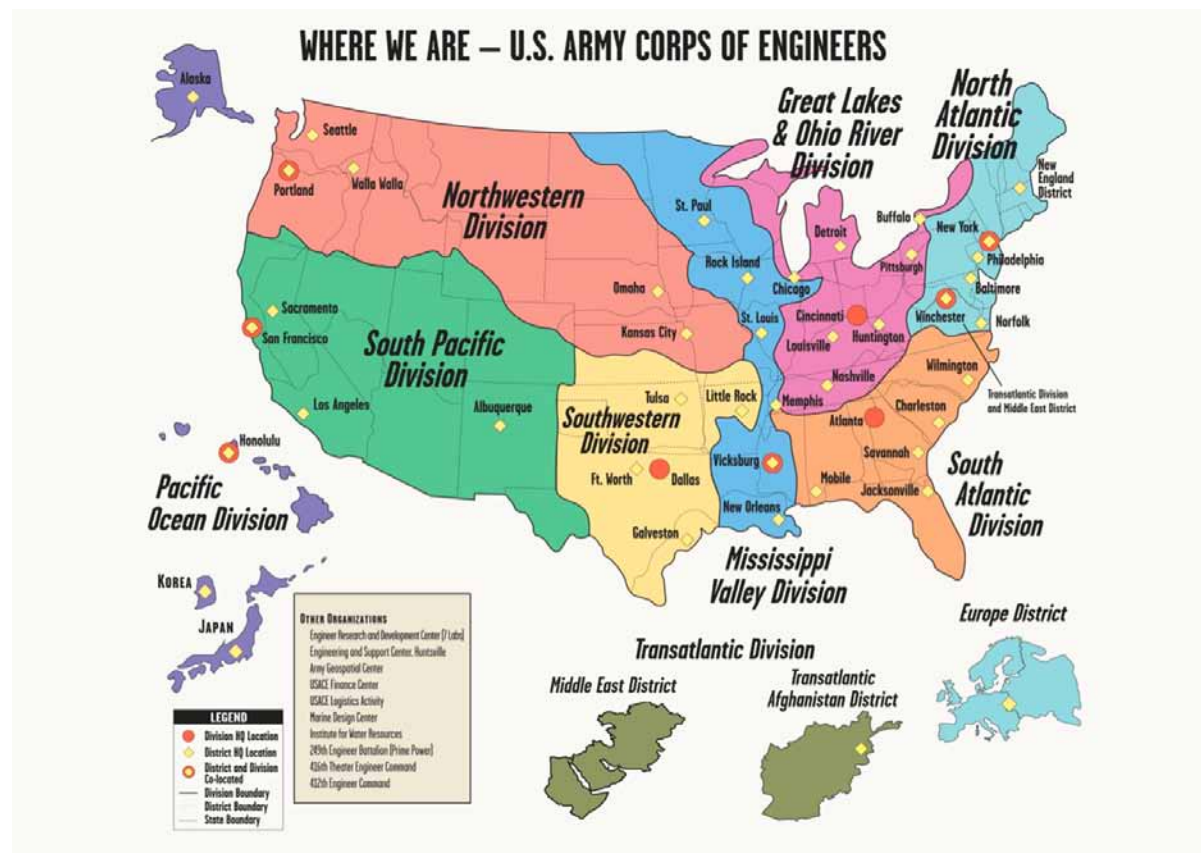 WHERE WE ARE – U.S. ARMY CORPS OF ENGINEERS
Alaska
Seattle
Portland
Walla Walla
Northwestern
Division
Omaha
Kansas City
Great Lakes
& Ohio River
Division
North
Atlantic
Division
New
England
District
St. Paul
Rock Island
St. Louis
Detroit
Buffalo
New York
Pittsburgh
Philadelphia
Chicago
Baltimore
Cincinnati
Winchester
Norfolk
Louisville
Huntington
Nashville
Memphis
Transatlantic Division
and Middle East District
Sacramento
San Francisco
South Pacific
Division
Los Angeles
Albuquerque
Tulsa
Little Rock
Southwestern
Division
Ft. Worth
Dallas
Galveston
Vicksburg
New Orleans
Mississippi
Valley Division
Wilmington
Charleston
Atlanta
Savannah
Mobile
Jacksonville
South
Atlantic
Division
Honolulu
Pacific
Ocean Division
KOREA
JAPAN
LEGEND
Division HQ Location
District HQ Location
District and Division
Co-located
Division Boundary
District Boundary
State Boundary
OTHER ORGANIZATIONS
Engineer Research and Development Center (7 Labs)
Engineering and Support Center, Huntsville
Army Geospatial Center
USACE Finance Center
USACE Logistics Activity
Marine Design Center
Institute for Water Resources
249th Engineer Battalion (Prime Power)
416th Theater Engineer Command
412th Engineer Command
Transatlantic Division
Middle East District
Transatlantic
Afghanistan District
Europe District